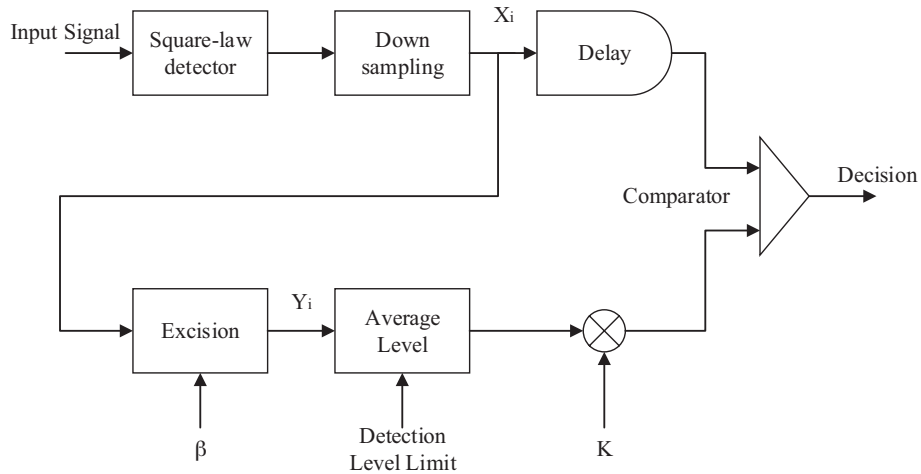 Input Signal
Square-law
detector
Down
sampling
Xi
Delay
Comparator
Decision
Excision
Yi
Average
Level
β
Detection
Level Limit
K